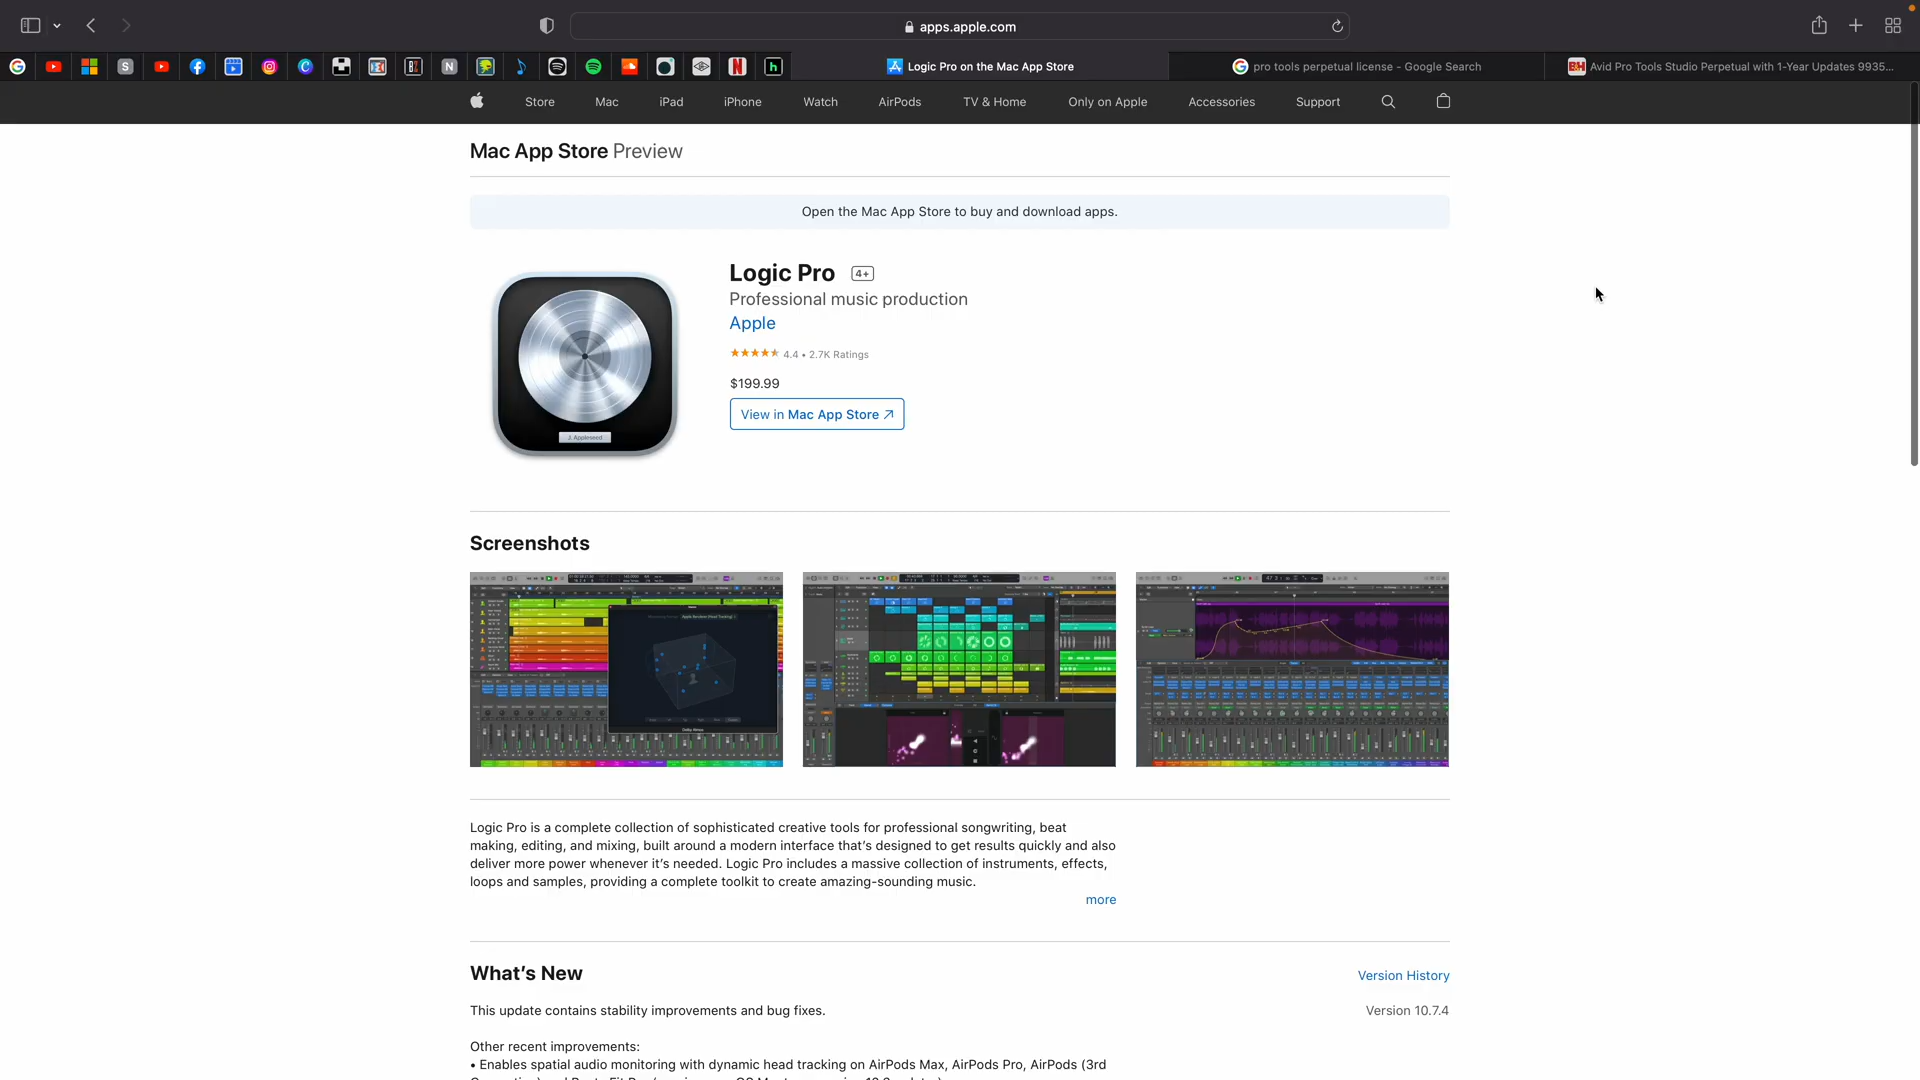 apps.apple.com
Logic Pro on the Mac App Store
pro tools perpetual license - Google Search
Avid Pro Tools Studio Perpetual with 1-Year Updates 9935...
Store Mac iPad iPhone Watch AirPods TV & Home Only on Apple Accessories Support
Mac App Store Preview
Open the Mac App Store to buy and download apps.
Logic Pro 4+
Professional music production
Apple
4.4 • 2.7K Ratings
$199.99
View in Mac App Store ↗
J. Appleseed
Screenshots
Logic Pro is a complete collection of sophisticated creative tools for professional songwriting, beat
making, editing, and mixing, built around a modern interface that’s designed to get results quickly and also
deliver more power whenever it’s needed. Logic Pro includes a massive collection of instruments, effects,
loops and samples, providing a complete toolkit to create amazing-sounding music.
more
What’s New
Version History
This update contains stability improvements and bug fixes.
Version 10.7.4
Other recent improvements:
• Enables spatial audio monitoring with dynamic head tracking on AirPods Max, AirPods Pro, AirPods (3rd